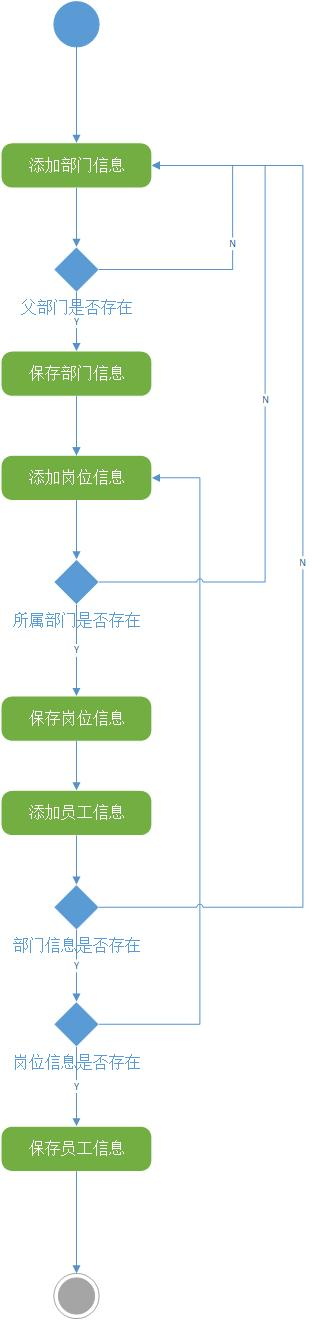 添加部门信息
N
父部门是否存在
Y
保存部门信息
N
添加岗位信息
N
所属部门是否存在
Y
保存岗位信息
添加员工信息
部门信息是否存在
Y
岗位信息是否存在
Y
保存员工信息